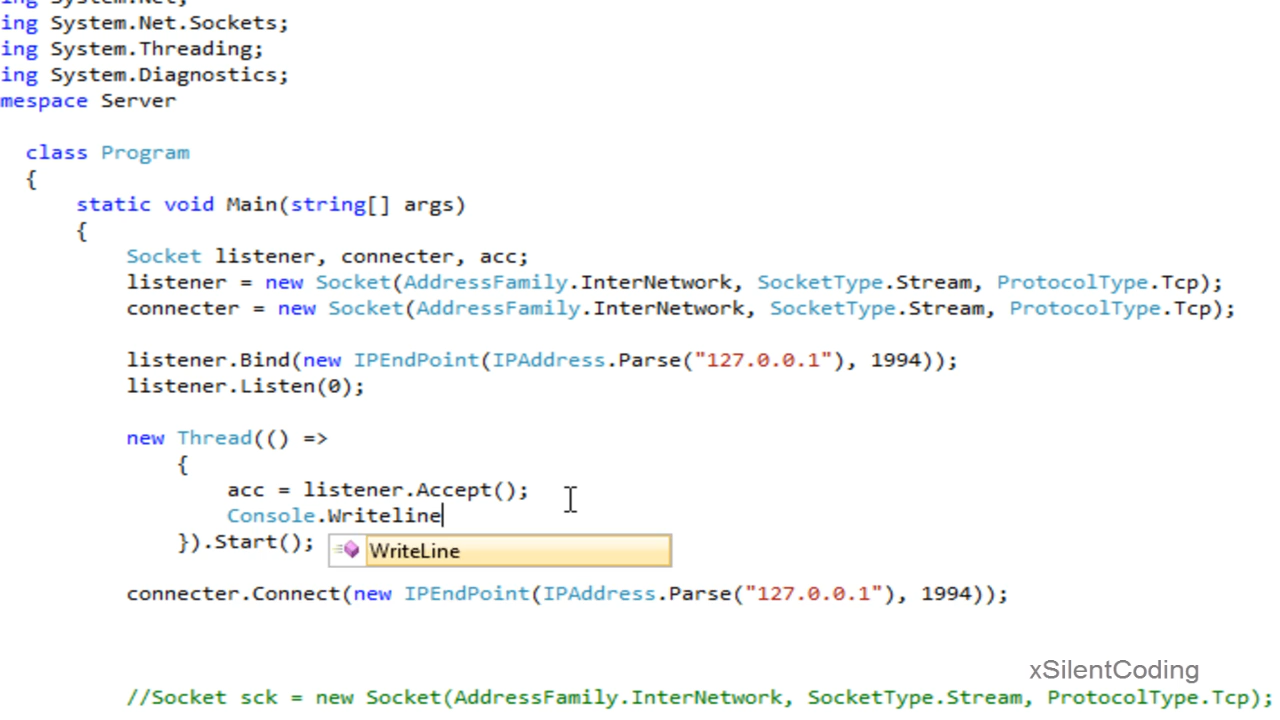 ing System.Net;
ing System.Net.Sockets;
ing System.Threading;
ing System.Diagnostics;
mespace Server
class Program
{
static void Main(string[] args)
{
Socket listener, connecter, acc;
listener = new Socket(AddressFamily.InterNetwork, SocketType.Stream, ProtocolType.Tcp);
connecter = new Socket(AddressFamily.InterNetwork, SocketType.Stream, ProtocolType.Tcp);
listener.Bind(new IPEndPoint(IPAddress.Parse("127.0.0.1"), 1994));
listener.Listen(0);
new Thread(() =>
{
acc = listener.Accept();
Console.Writeline
}).Start();
WriteLine
connecter.Connect(new IPEndPoint(IPAddress.Parse("127.0.0.1"), 1994));
xSilentCoding
//Socket sck = new Socket(AddressFamily.InterNetwork, SocketType.Stream, ProtocolType.Tcp);